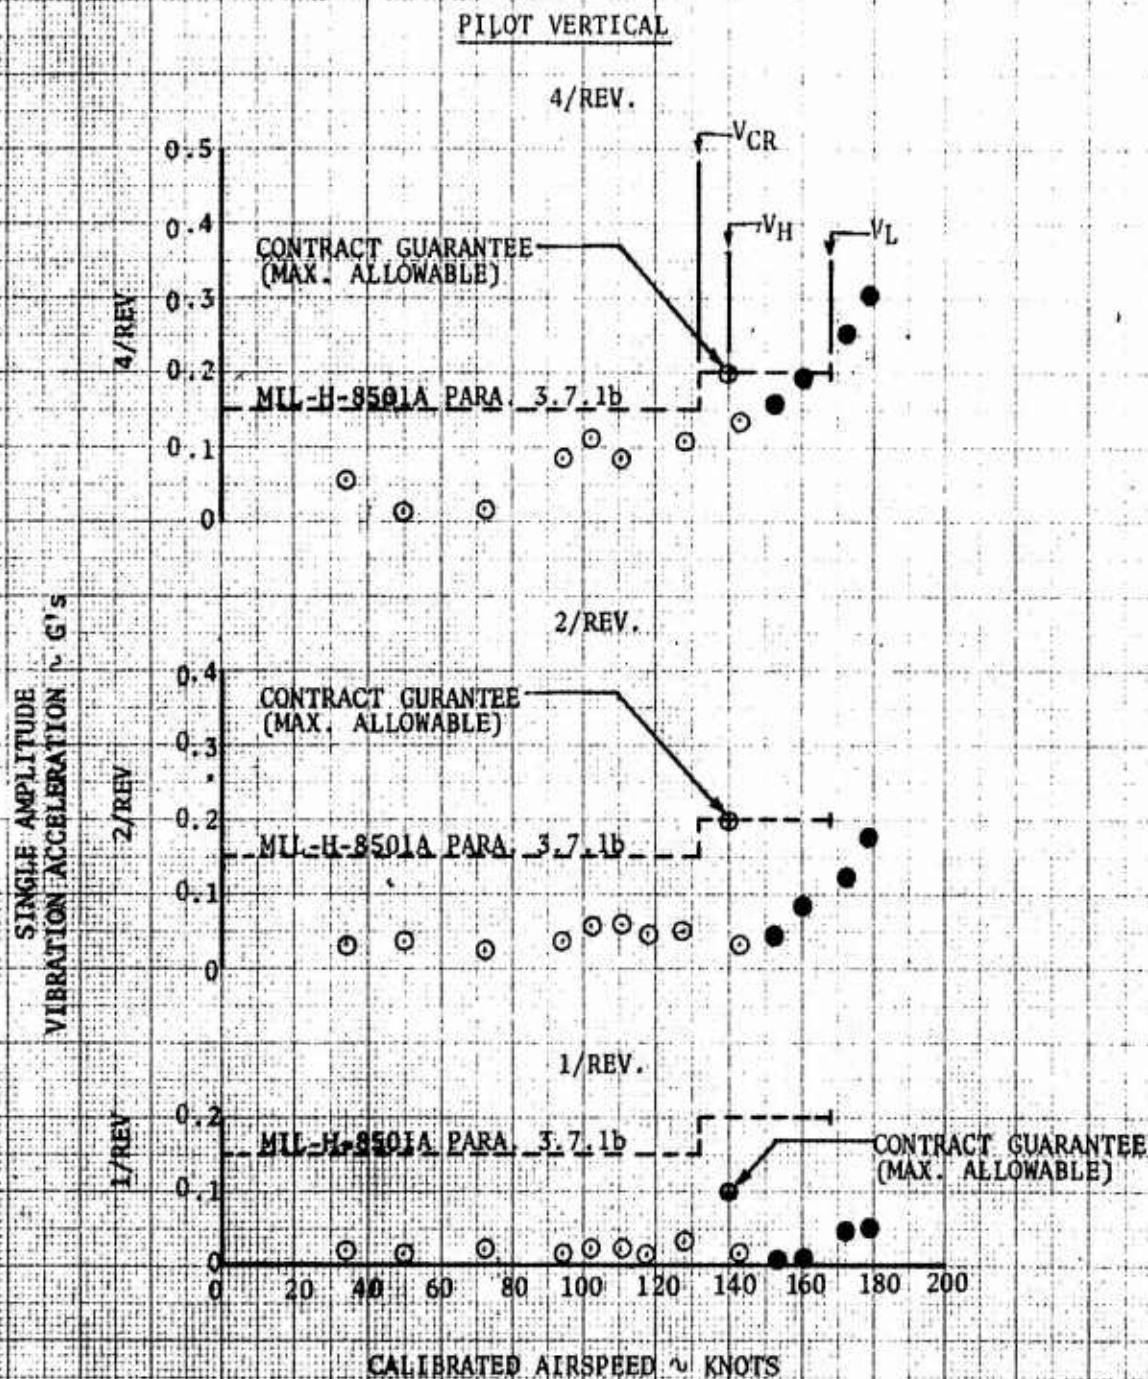 PILOT VERTICAL
4/REV.
V_CR
0.5
V_H
V_L
0.4
CONTRACT GUARANTEE
(MAX. ALLOWABLE)
0.3
4/REV
0.2
MIL-H-8501A PARA. 3.7.1b
0.1
0
2/REV.
SINGLE AMPLITUDE
VIBRATION ACCELERATION ~ G's
0.4
CONTRACT GURANTEE
(MAX. ALLOWABLE)
0.3
2/REV
0.2
MIL-H-8501A PARA. 3.7.1b
0.1
0
1/REV.
1/REV
0.2
MIL-H-8501A PARA. 3.7.1b
CONTRACT GUARANTEE
(MAX. ALLOWABLE)
0.1
0
0 20 40 60 80 100 120 140 160 180 200
CALIBRATED AIRSPEED ~ KNOTS